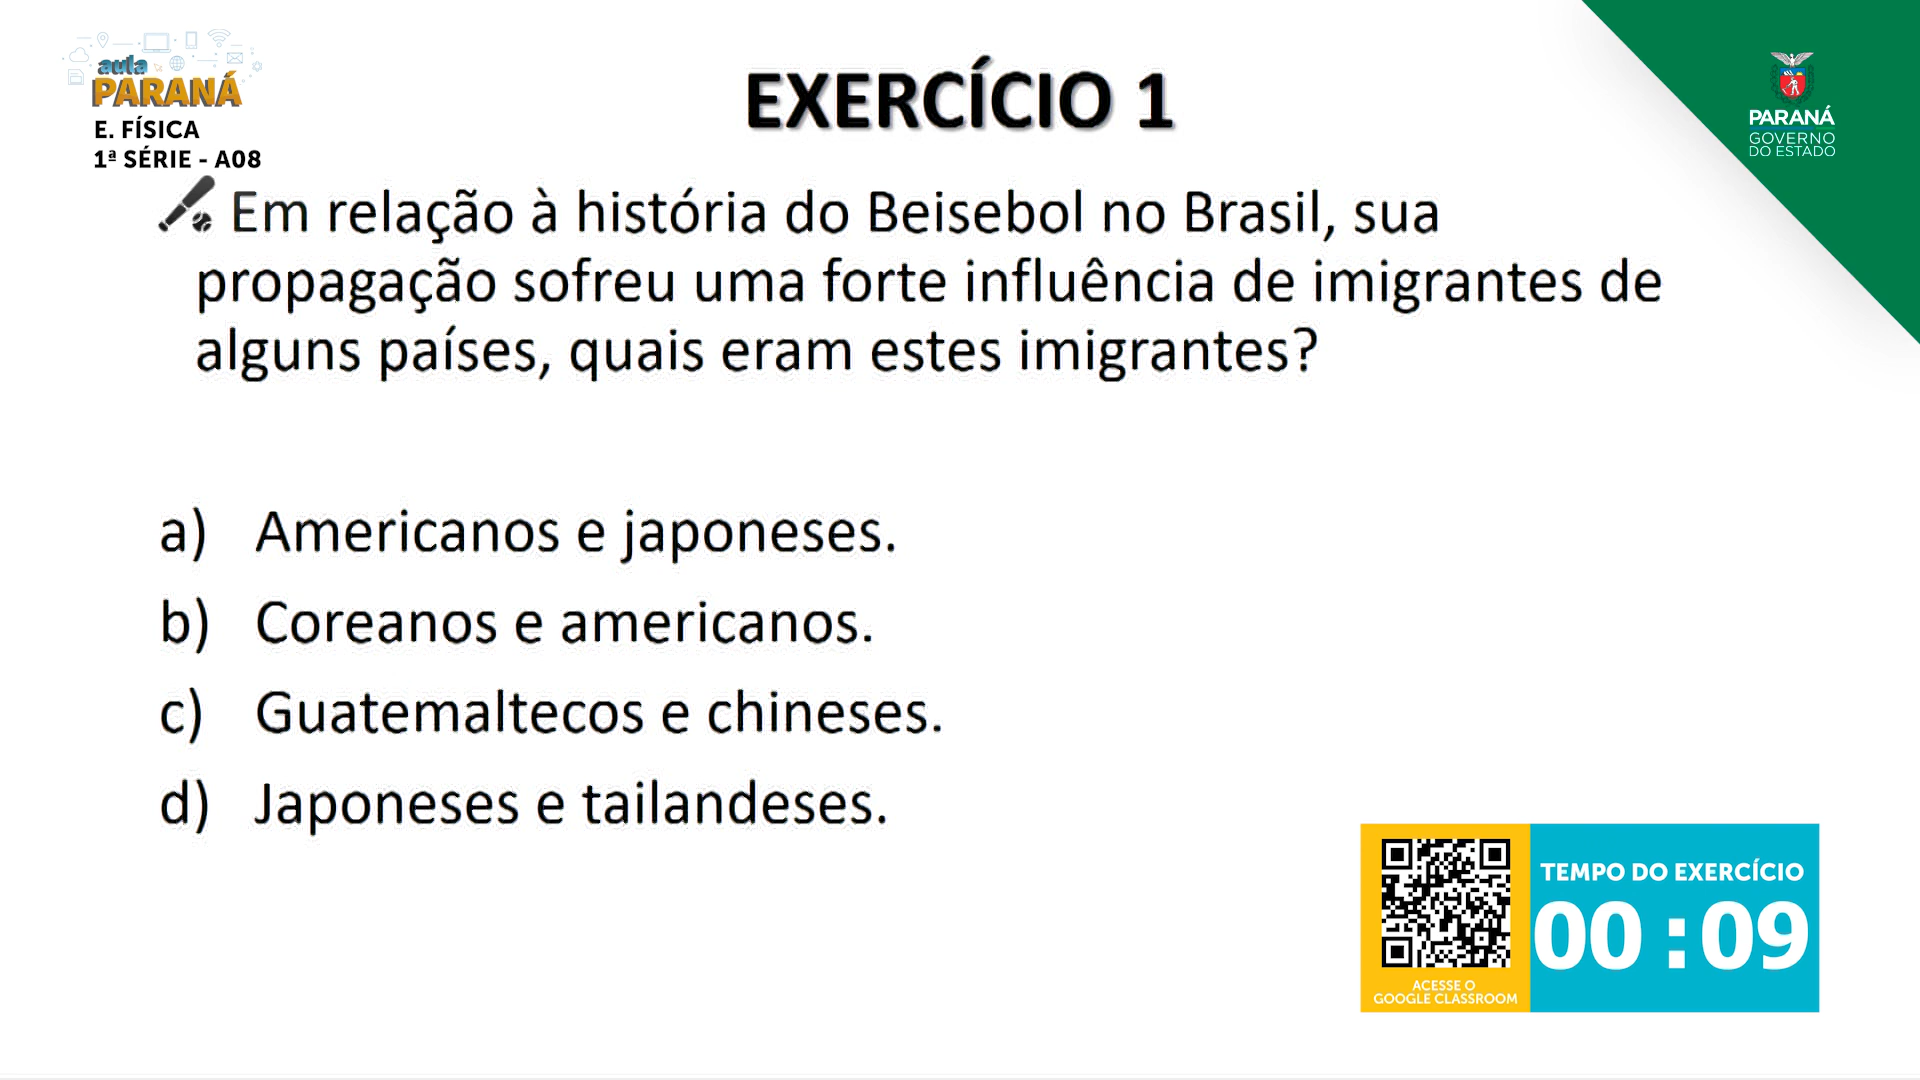 aula
PARANÁ
E. FÍSICA
1ª SÉRIE - A08
EXERCÍCIO 1
PARANÁ
GOVERNO
DO ESTADO
Em relação à história do Beisebol no Brasil, sua
propagação sofreu uma forte influência de imigrantes de
alguns países, quais eram estes imigrantes?
a) Americanos e japoneses.
b) Coreanos e americanos.
c) Guatemaltecos e chineses.
d) Japoneses e tailandeses.
ACESSE O
GOOGLE CLASSROOM
TEMPO DO EXERCÍCIO
00 : 09